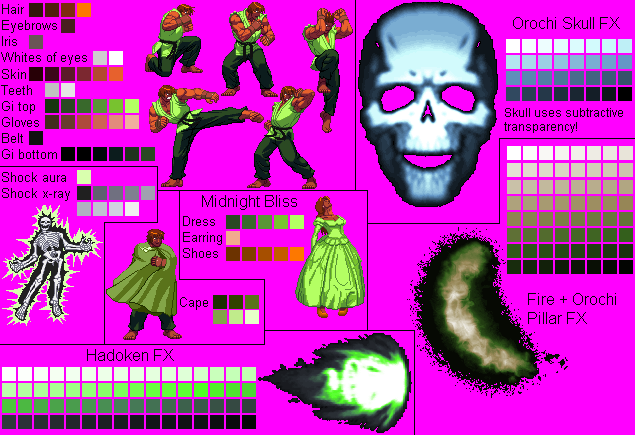 Hair
Eyebrows
Iris
Whites of eyes
Skin
Teeth
Gi top
Gloves
Belt
Gi bottom
Shock aura
Shock x-ray
Orochi Skull FX
Skull uses subtractive
transparency!
Midnight Bliss
Dress
Earring
Shoes
Cape
Fire + Orochi
Pillar FX
Hadoken FX